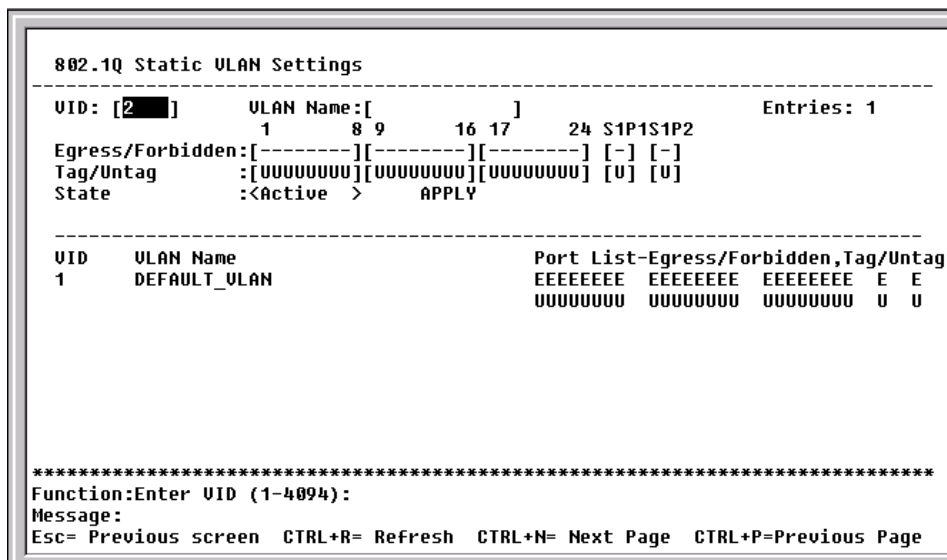 802.1Q Static VLAN Settings
--------------------------------------------------------------------------------
VID: [2    ]      VLAN Name:[             ]                     Entries: 1
1       8 9      16 17     24 S1P1S1P2
Egress/Forbidden:[--------][--------][--------] [-] [-]
Tag/Untag       :[UUUUUUUU][UUUUUUUU][UUUUUUUU] [U] [U]
State           :<Active  >     APPLY
------------------------------------------------------------------------------
VID    VLAN Name                          Port List-Egress/Forbidden,Tag/Untag
1      DEFAULT_VLAN                       EEEEEEEE  EEEEEEEE  EEEEEEEE  E  E
UUUUUUUU  UUUUUUUU  UUUUUUUU  U  U
********************************************************************************
Function:Enter VID (1-4094):
Message:
Esc= Previous screen  CTRL+R= Refresh  CTRL+N= Next Page  CTRL+P=Previous Page